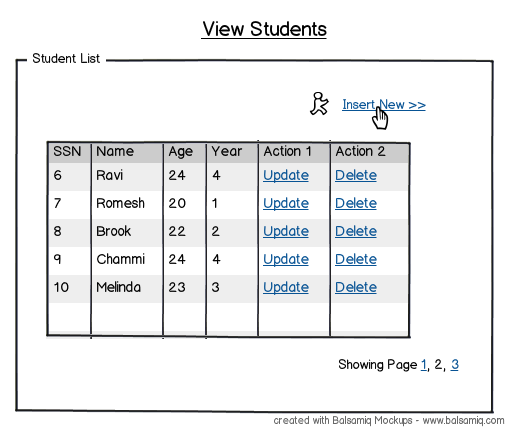 View Students
Student List
Insert New >>
SSN Name Age Year Action 1 Action 2
6 Ravi 24 4 Update Delete
7 Romesh 20 1 Update Delete
8 Brook 22 2 Update Delete
9 Chammi 24 4 Update Delete
10 Melinda 23 3 Update Delete
Showing Page 1, 2, 3
created with Balsamiq Mockups - www.balsamiq.com